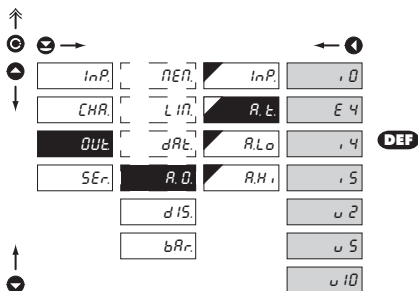 InP. MEM. InP. i 0
CHA. LIM. A. t. E 4
OUt. dAt. A.Lo i 4 DEF
SEr. A. O. A.Hi i 5
dIS. u 2
bAr. u 5
u 10